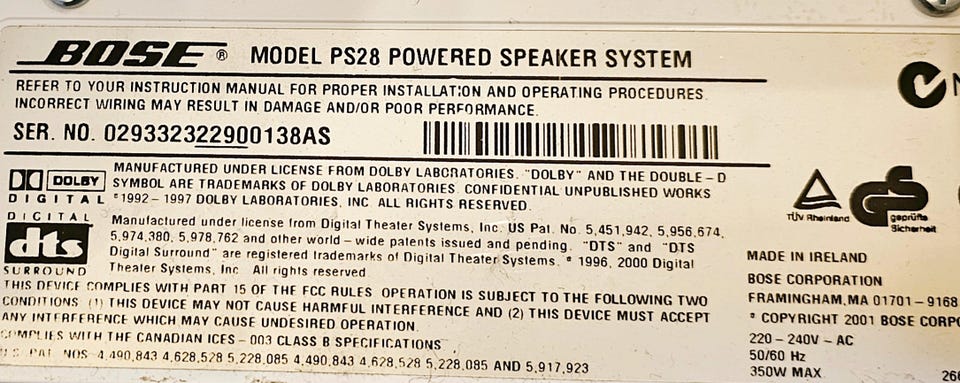 BOSE ® MODEL PS28 POWERED SPEAKER SYSTEM
REFER TO YOUR INSTRUCTION MANUAL FOR PROPER INSTALLATION AND OPERATING PROCEDURES.
INCORRECT WIRING MAY RESULT IN DAMAGE AND/OR POOR PERFORMANCE.
SER. NO. 029332322900138AS
DOLBY
DIGITAL
MANUFACTURED UNDER LICENSE FROM DOLBY LABORATORIES. "DOLBY" AND THE DOUBLE-D
SYMBOL ARE TRADEMARKS OF DOLBY LABORATORIES. CONFIDENTIAL UNPUBLISHED WORKS
©1992-1997 DOLBY LABORATORIES, INC. ALL RIGHTS RESERVED.
DIGITAL
dts
SURROUND
Manufactured under license from Digital Theater Systems, Inc. US Pat. No. 5,451,942, 5,956,674,
5,974,380, 5,978,762 and other world-wide patents issued and pending. "DTS" and "DTS
Digital Surround" are registered trademarks of Digital Theater Systems. © 1996, 2000 Digital
Theater Systems, Inc. All rights reserved.
THIS DEVICE COMPLIES WITH PART 15 OF THE FCC RULES. OPERATION IS SUBJECT TO THE FOLLOWING TWO
CONDITIONS (1) THIS DEVICE MAY NOT CAUSE HARMFUL INTERFERENCE AND (2) THIS DEVICE MUST ACCEPT
ANY INTERFERENCE WHICH MAY CAUSE UNDESIRED OPERATION.
COMPLIES WITH THE CANADIAN ICES-003 CLASS B SPECIFICATIONS
U.S. PAT. NOS 4,490,843 4,628,528 5,228,085 4,490,843 4,628,528 5,228,085 AND 5,917,923
N
TÜV Rheinland
GS
geprüfte
Sicherheit
MADE IN IRELAND
BOSE CORPORATION
FRAMINGHAM, MA 01701-9168
© COPYRIGHT 2001 BOSE CORPO
220-240V-AC
50/60 Hz
350W MAX